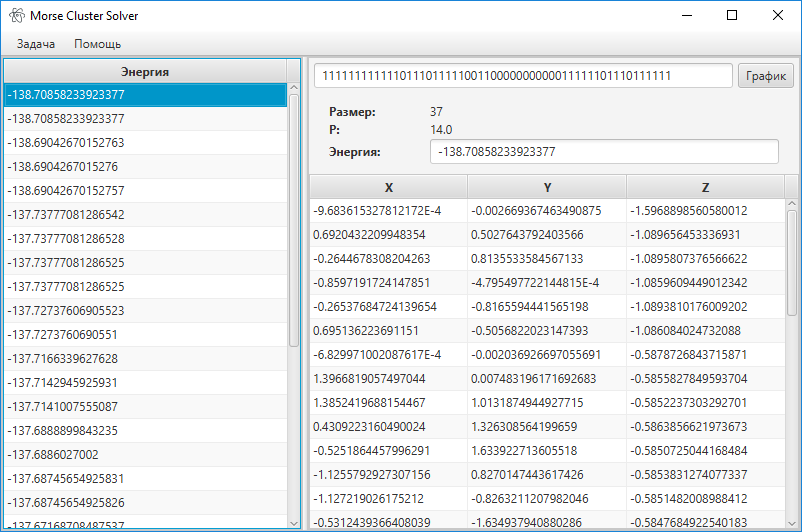 Morse Cluster Solver
Задача Помощь
Энергия
-138.70858233923377
-138.70858233923377
-138.69042670152763
-138.69042670015276
-138.69042670152757
-137.73777081286542
-137.73777081286528
-137.73777081286525
-137.73777081286525
-137.72737606905523
-137.7273760690551
-137.7166339627628
-137.7142945925931
-137.7141007555087
-137.6888899843235
-137.6886027002
-137.68745654925831
-137.68745654925826
-137.67168708487537
График
Размер: 37
P: 14.0
Энергия: -138.70858233923377
X Y Z
-9.683615327812172E-4 -0.002669367463490875 -1.5968898560580012
0.6920432209948354 0.5027643792403566 -1.089656453336931
-0.2644678308204263 0.8135533584567133 -1.0895807376566622
-0.8597191724147851 -4.795497722144815E-4 -1.0859609449012342
-0.26537684724139654 -0.8165594441565198 -1.0893810176009202
0.695136223691151 -0.5056822023147393 -1.086084024732088
-6.829971002087617E-4 -0.002036926697055691 -0.5878726843715871
1.3966819057497044 0.007483196171692683 -0.5855827849593704
1.3852419688154467 1.0131874944927715 -0.5852237303292701
0.4309223160490024 1.326308564199659 -0.5863856621973673
-0.5251864457996291 1.633922713605518 -0.5850725044168484
-1.1255792927307156 0.8270147443617426 -0.5853831274077337
-1.127219026175212 -0.8263211207982046 -0.5851482008988412
-0.5312439366408039 -1.634937940880286 -0.5847684922540183